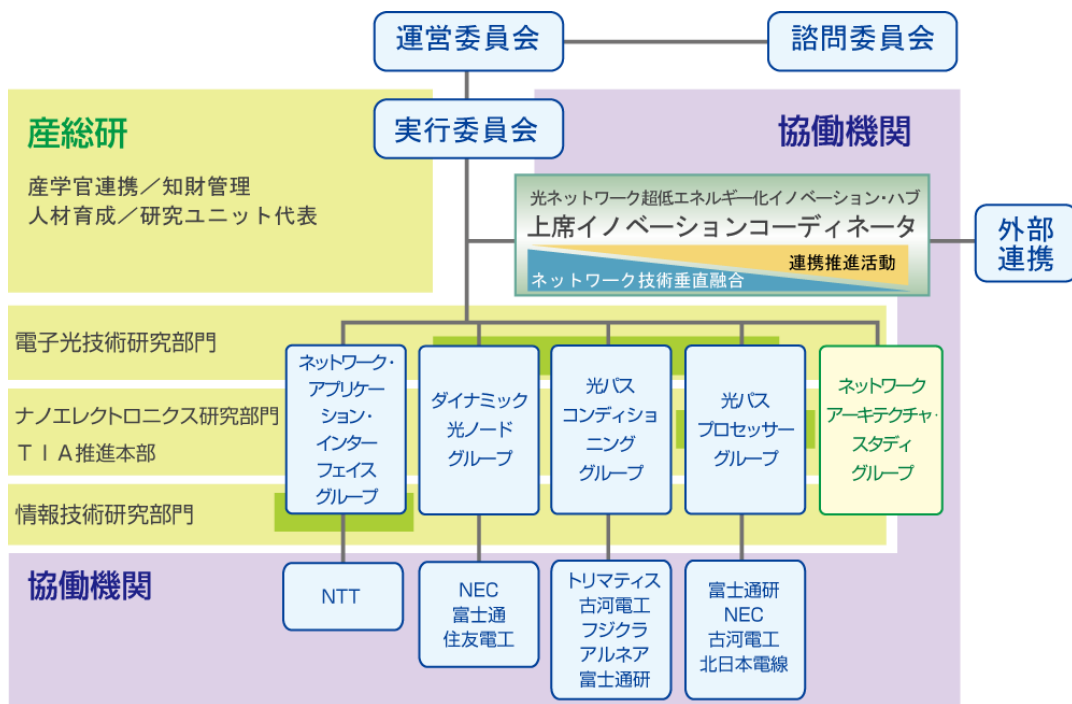 運営委員会
諮問委員会
実行委員会
産総研
産学官連携／知財管理
人材育成／研究ユニット代表
協働機関
光ネットワーク超低エネルギー化イノベーション・ハブ
上席イノベーションコーディネータ
連携推進活動
ネットワーク技術垂直融合
外部
連携
電子光技術研究部門
ナノエレクトロニクス研究部門
ＴＩＡ推進本部
情報技術研究部門
ネットワーク・
アプリケー
ション・
インター
フェイス
グループ
ダイナミック
光ノード
グループ
光パス
コンディショ
ニング
グループ
光パス
プロセッサー
グループ
ネットワーク
アーキテクチャ・
スタディ
グループ
協働機関
NTT
NEC
富士通
住友電工
トリマティス
古河電工
フジクラ
アルネア
富士通研
富士通研
NEC
古河電工
北日本電線